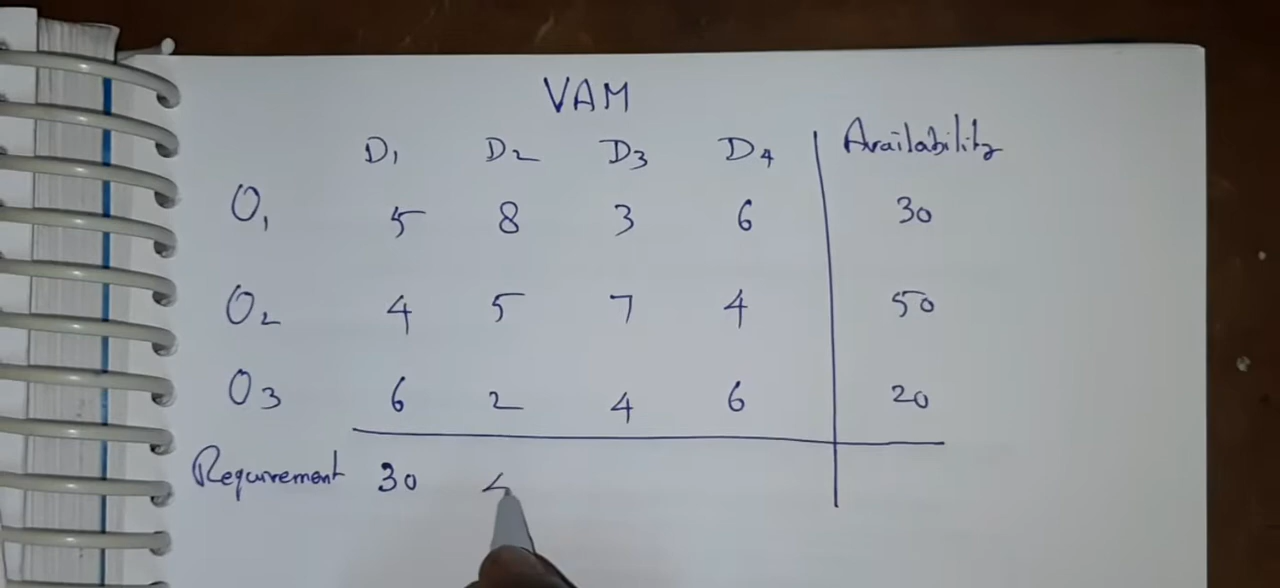 VAM
D1 D2 D3 D4 Availability
O1 5 8 3 6 30
O2 4 5 7 4 50
O3 6 2 4 6 20
Requirement 30